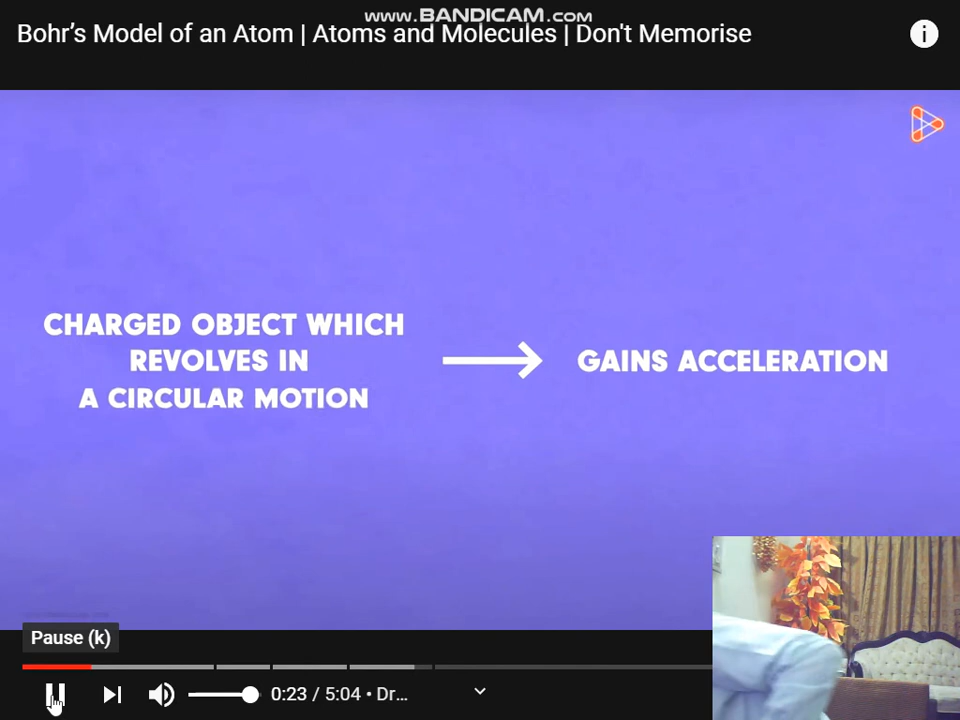 www.BANDICAM.com
Bohr’s Model of an Atom | Atoms and Molecules | Don't Memorise
CHARGED OBJECT WHICH
REVOLVES IN
A CIRCULAR MOTION
GAINS ACCELERATION
Pause (k)
0:23 / 5:04 • Dr...